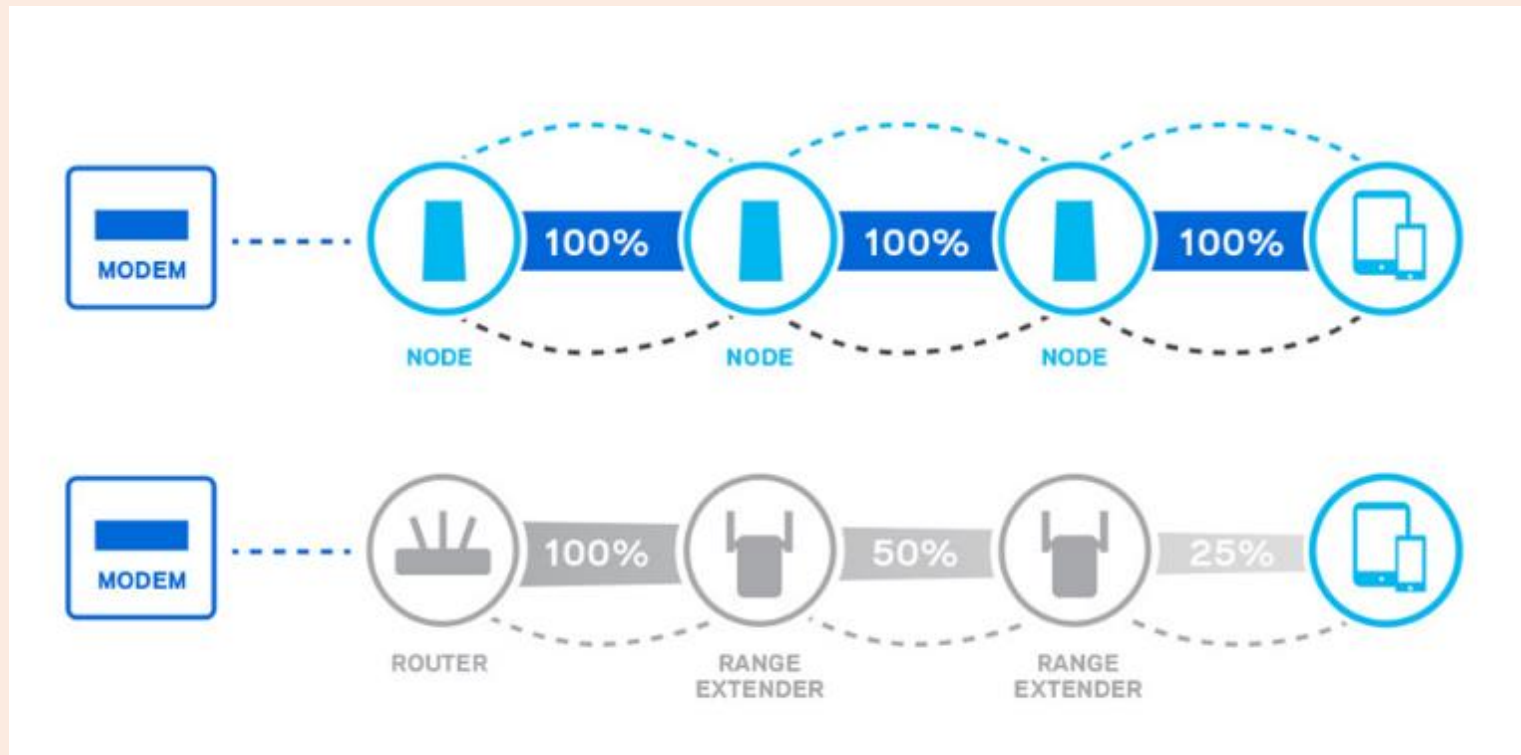 MODEM
100%
100%
100%
NODE
NODE
NODE
MODEM
100%
50%
25%
ROUTER
RANGE
EXTENDER
RANGE
EXTENDER